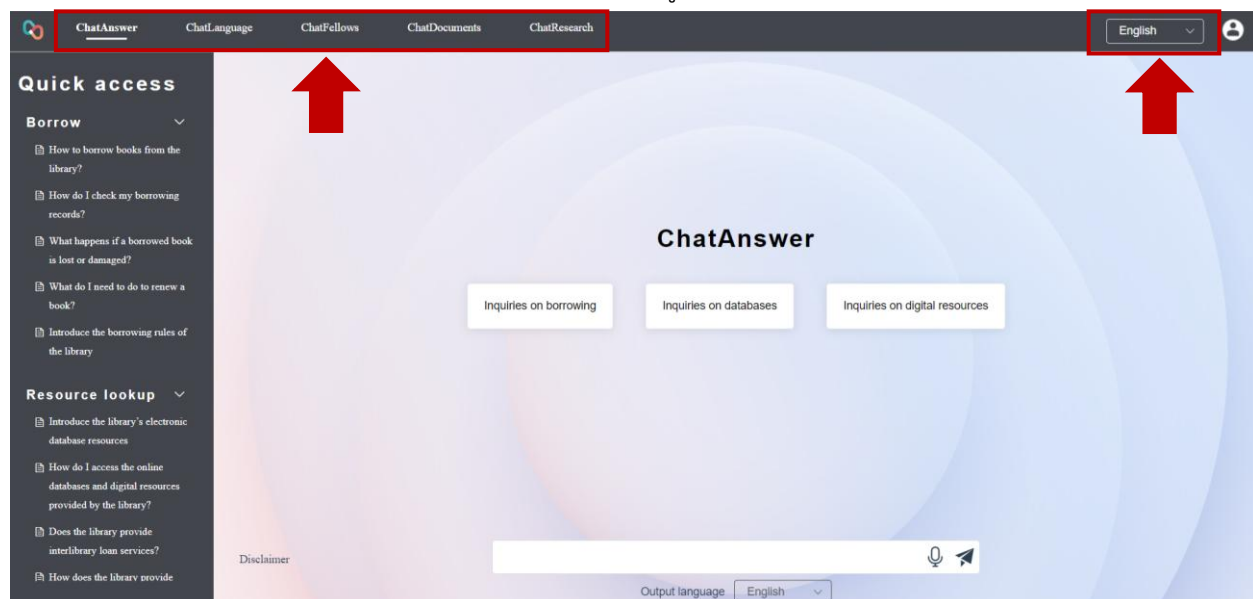 ChatAnswer ChatLanguage ChatFellows ChatDocuments ChatResearch English
Quick access
Borrow
How to borrow books from the
library?
How do I check my borrowing
records?
What happens if a borrowed book
is lost or damaged?
What do I need to do to renew a
book?
Introduce the borrowing rules of
the library
Resource lookup
Introduce the library's electronic
database resources
How do I access the online
databases and digital resources
provided by the library?
Does the library provide
interlibrary loan services?
How does the library provide
ChatAnswer
Inquiries on borrowing Inquiries on databases Inquiries on digital resources
Disclaimer
Output language English